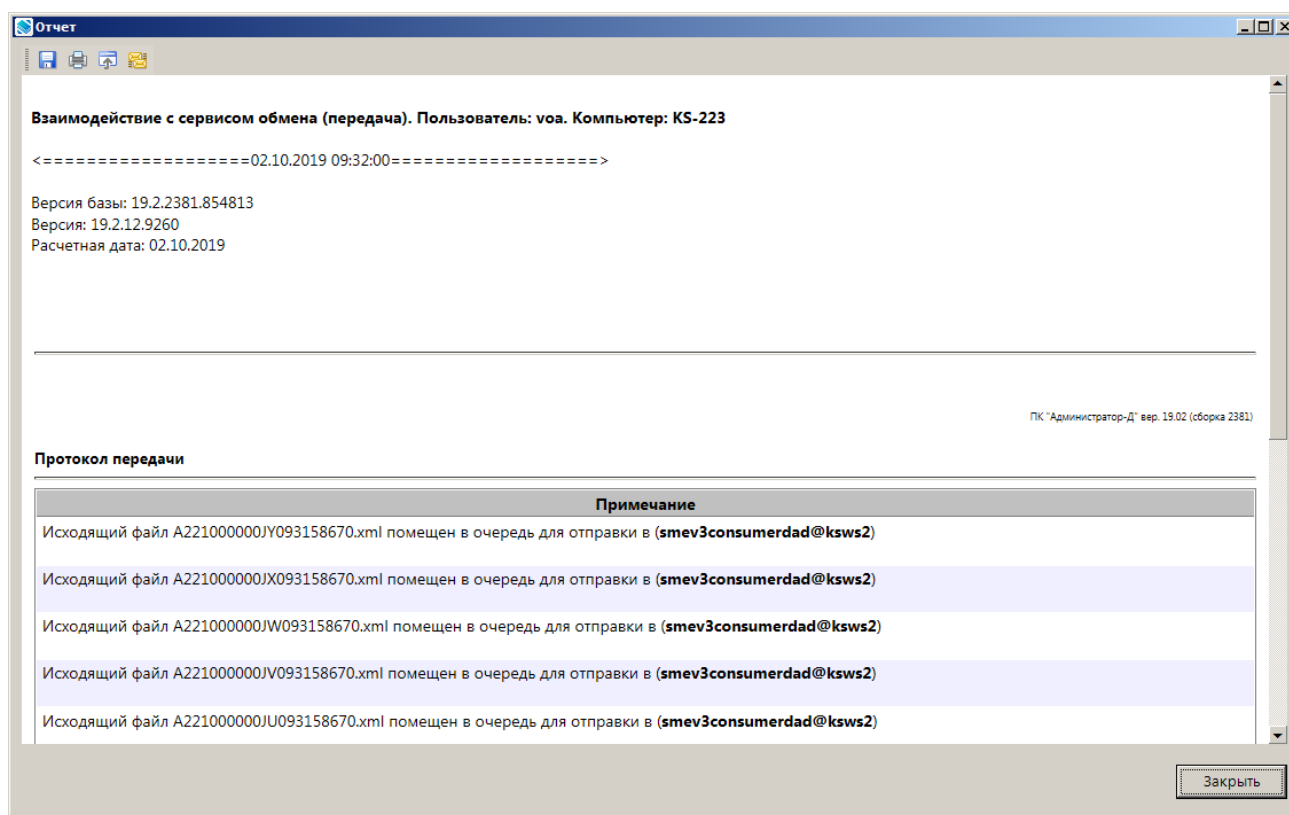 Отчет
Взаимодействие с сервисом обмена (передача). Пользователь: voa. Компьютер: KS-223
<===================02.10.2019 09:32:00===================>
Версия базы: 19.2.2381.854813
Версия: 19.2.12.9260
Расчетная дата: 02.10.2019
ПК "Администратор-Д" вер. 19.02 (сборка 2381)
Протокол передачи
Примечание
Исходящий файл A221000000JY093158670.xml помещен в очередь для отправки в (smev3consumerdad@ksws2)
Исходящий файл A221000000JX093158670.xml помещен в очередь для отправки в (smev3consumerdad@ksws2)
Исходящий файл A221000000JW093158670.xml помещен в очередь для отправки в (smev3consumerdad@ksws2)
Исходящий файл A221000000JV093158670.xml помещен в очередь для отправки в (smev3consumerdad@ksws2)
Исходящий файл A221000000JU093158670.xml помещен в очередь для отправки в (smev3consumerdad@ksws2)
Закрыть